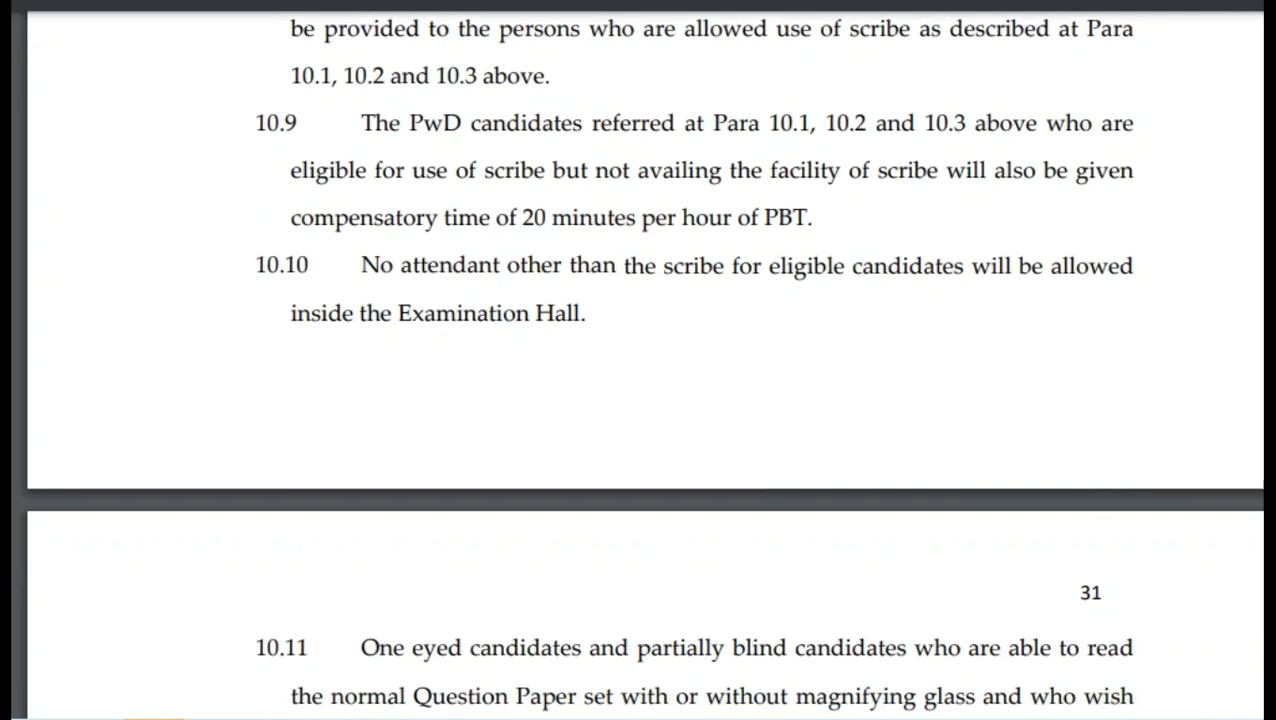 be provided to the persons who are allowed use of scribe as described at Para
10.1, 10.2 and 10.3 above.
10.9 The PwD candidates referred at Para 10.1, 10.2 and 10.3 above who are
eligible for use of scribe but not availing the facility of scribe will also be given
compensatory time of 20 minutes per hour of PBT.
10.10 No attendant other than the scribe for eligible candidates will be allowed
inside the Examination Hall.
31
10.11 One eyed candidates and partially blind candidates who are able to read
the normal Question Paper set with or without magnifying glass and who wish